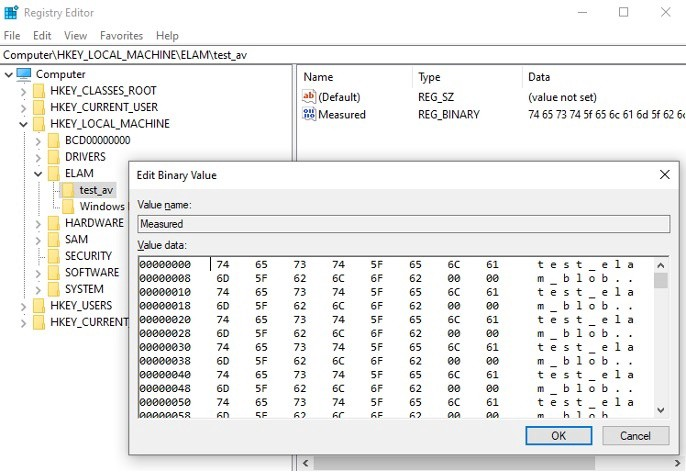 Registry Editor
File Edit View Favorites Help
Computer\HKEY_LOCAL_MACHINE\ELAM\test_av
Computer
HKEY_CLASSES_ROOT
HKEY_CURRENT_USER
HKEY_LOCAL_MACHINE
BCD00000000
DRIVERS
ELAM
test_av
Windows
HARDWARE
SAM
SECURITY
SOFTWARE
SYSTEM
HKEY_USERS
HKEY_CURRENT_
Name Type Data
(Default) REG_SZ (value not set)
Measured REG_BINARY 74 65 73 74 5f 65 6c 61 6d 5f 62 6c
Edit Binary Value
Value name:
Measured
Value data:
00000000 74 65 73 74 5F 65 6C 61 t e s t _ e l a
00000008 6D 5F 62 6C 6F 62 00 00 m _ b l o b . .
00000010 74 65 73 74 5F 65 6C 61 t e s t _ e l a
00000018 6D 5F 62 6C 6F 62 00 00 m _ b l o b . .
00000020 74 65 73 74 5F 65 6C 61 t e s t _ e l a
00000028 6D 5F 62 6C 6F 62 00 00 m _ b l o b . .
00000030 74 65 73 74 5F 65 6C 61 t e s t _ e l a
00000038 6D 5F 62 6C 6F 62 00 00 m _ b l o b . .
00000040 74 65 73 74 5F 65 6C 61 t e s t _ e l a
00000048 6D 5F 62 6C 6F 62 00 00 m _ b l o b . .
00000050 74 65 73 74 5F 65 6C 61 t e s t _ e l a
00000058 6D 5F 62 6C 6F 62 00 00 m _ b l o b . .
OK Cancel